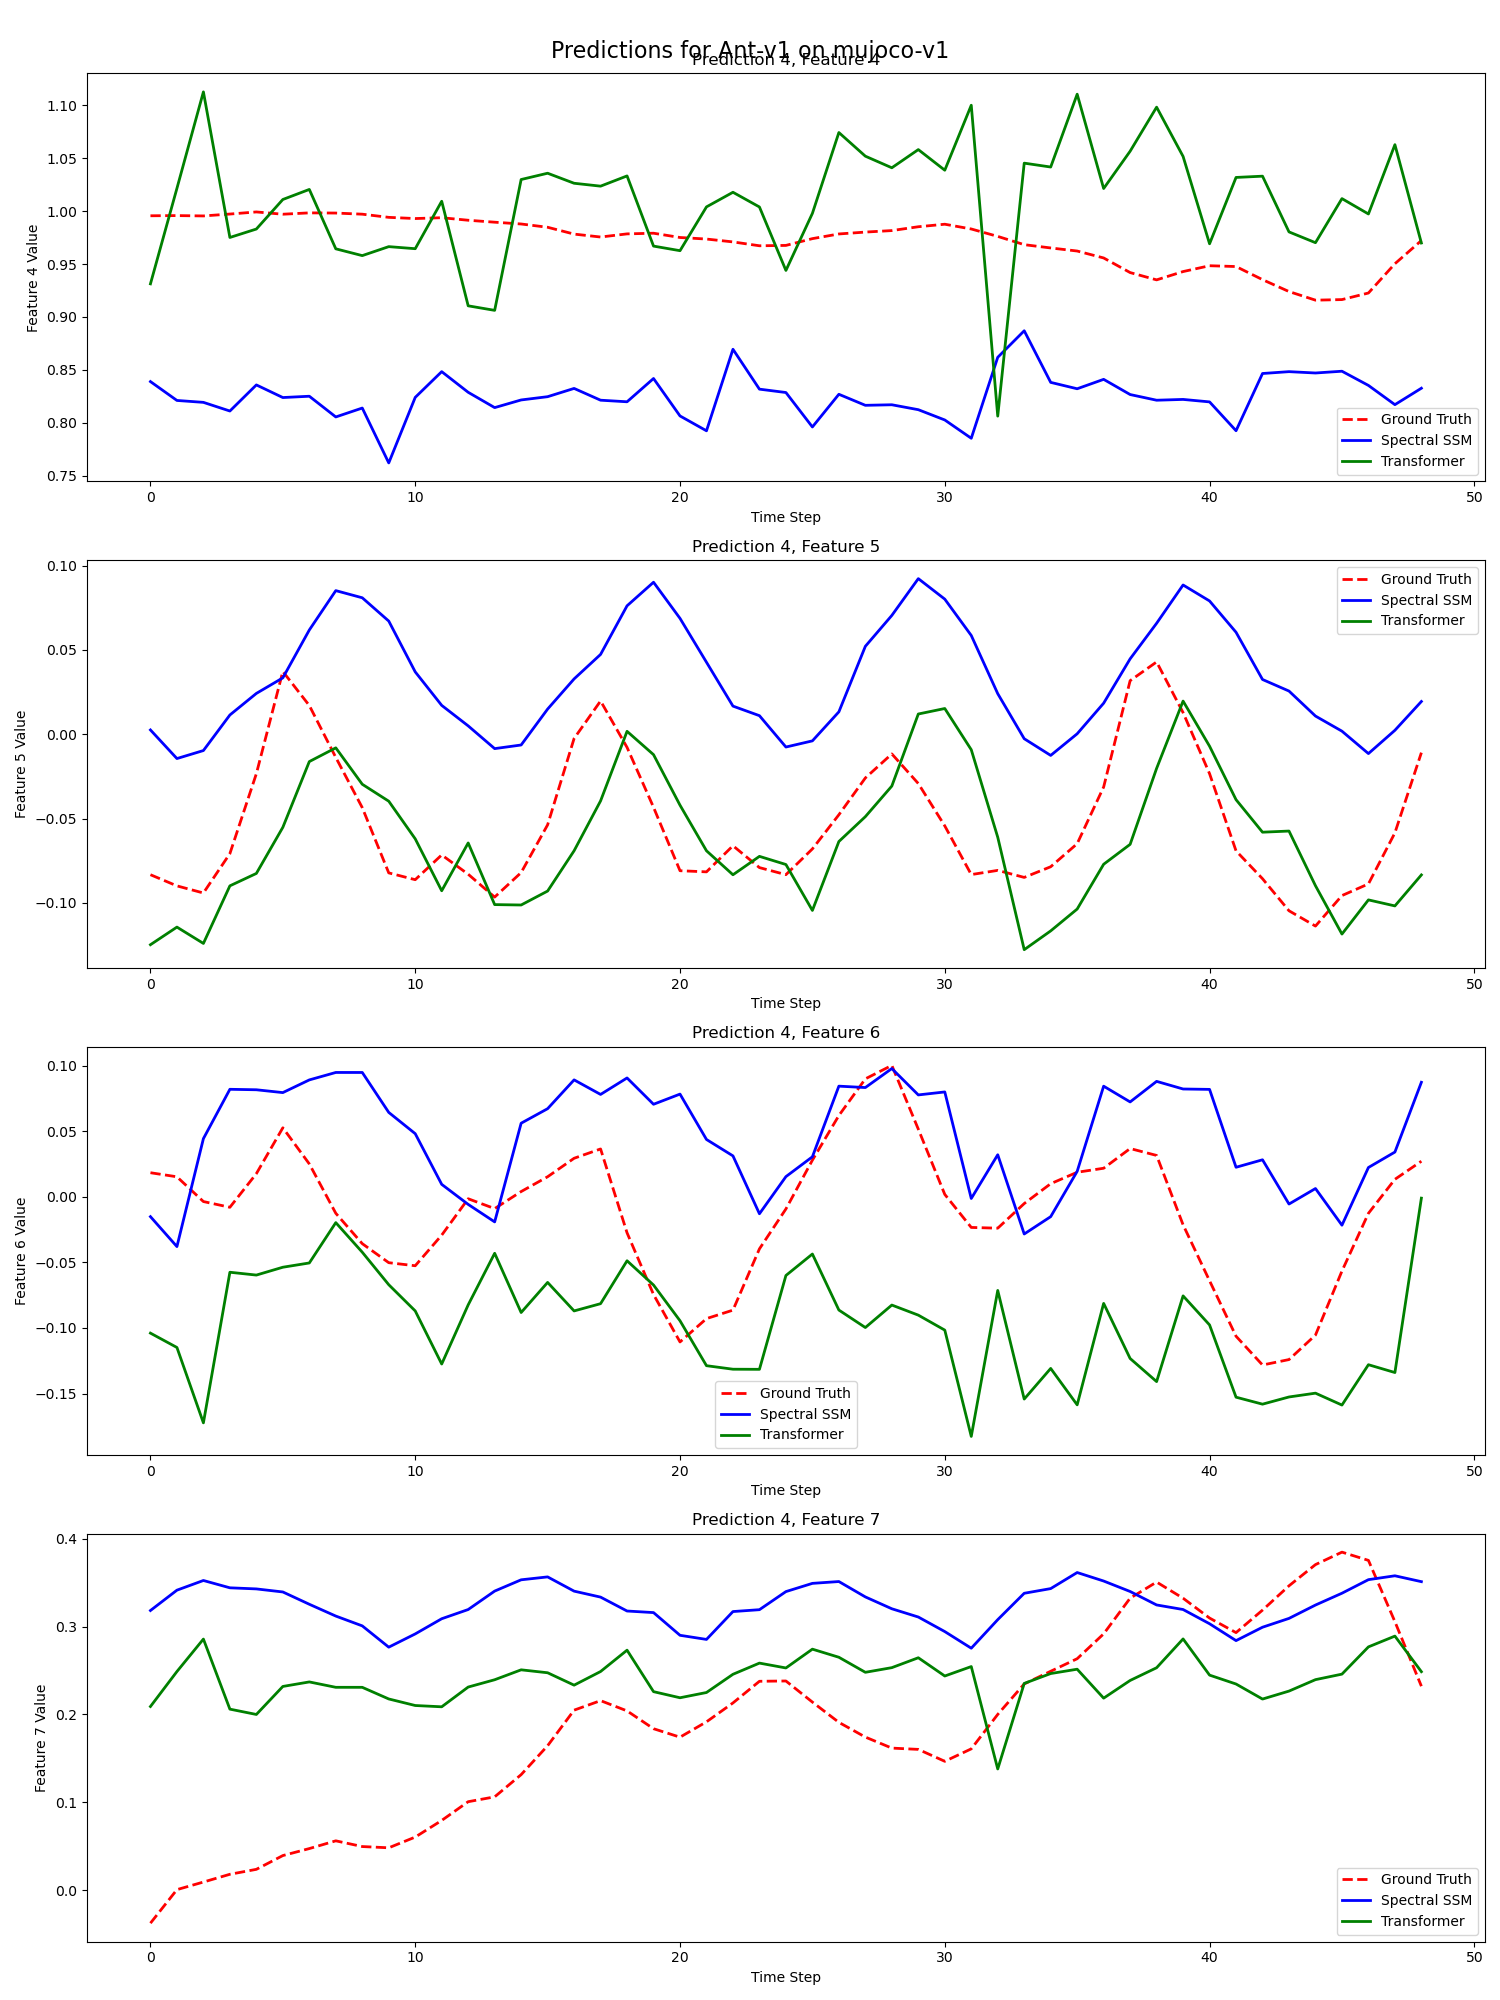 Predictions for Ant-v1 on mujoco-v1
Prediction 4, Feature 4
1.10
1.05
1.00
0.95
0.90
0.85
0.80
0.75
Feature 4 Value
Ground Truth
Spectral SSM
Transformer
0 10 20 30 40 50
Time Step
Prediction 4, Feature 5
0.10
0.05
0.00
−0.05
−0.10
Feature 5 Value
Ground Truth
Spectral SSM
Transformer
0 10 20 30 40 50
Time Step
Prediction 4, Feature 6
0.10
0.05
0.00
−0.05
−0.10
−0.15
Feature 6 Value
Ground Truth
Spectral SSM
Transformer
0 10 20 30 40 50
Time Step
Prediction 4, Feature 7
0.4
0.3
0.2
0.1
0.0
Feature 7 Value
Ground Truth
Spectral SSM
Transformer
0 10 20 30 40 50
Time Step